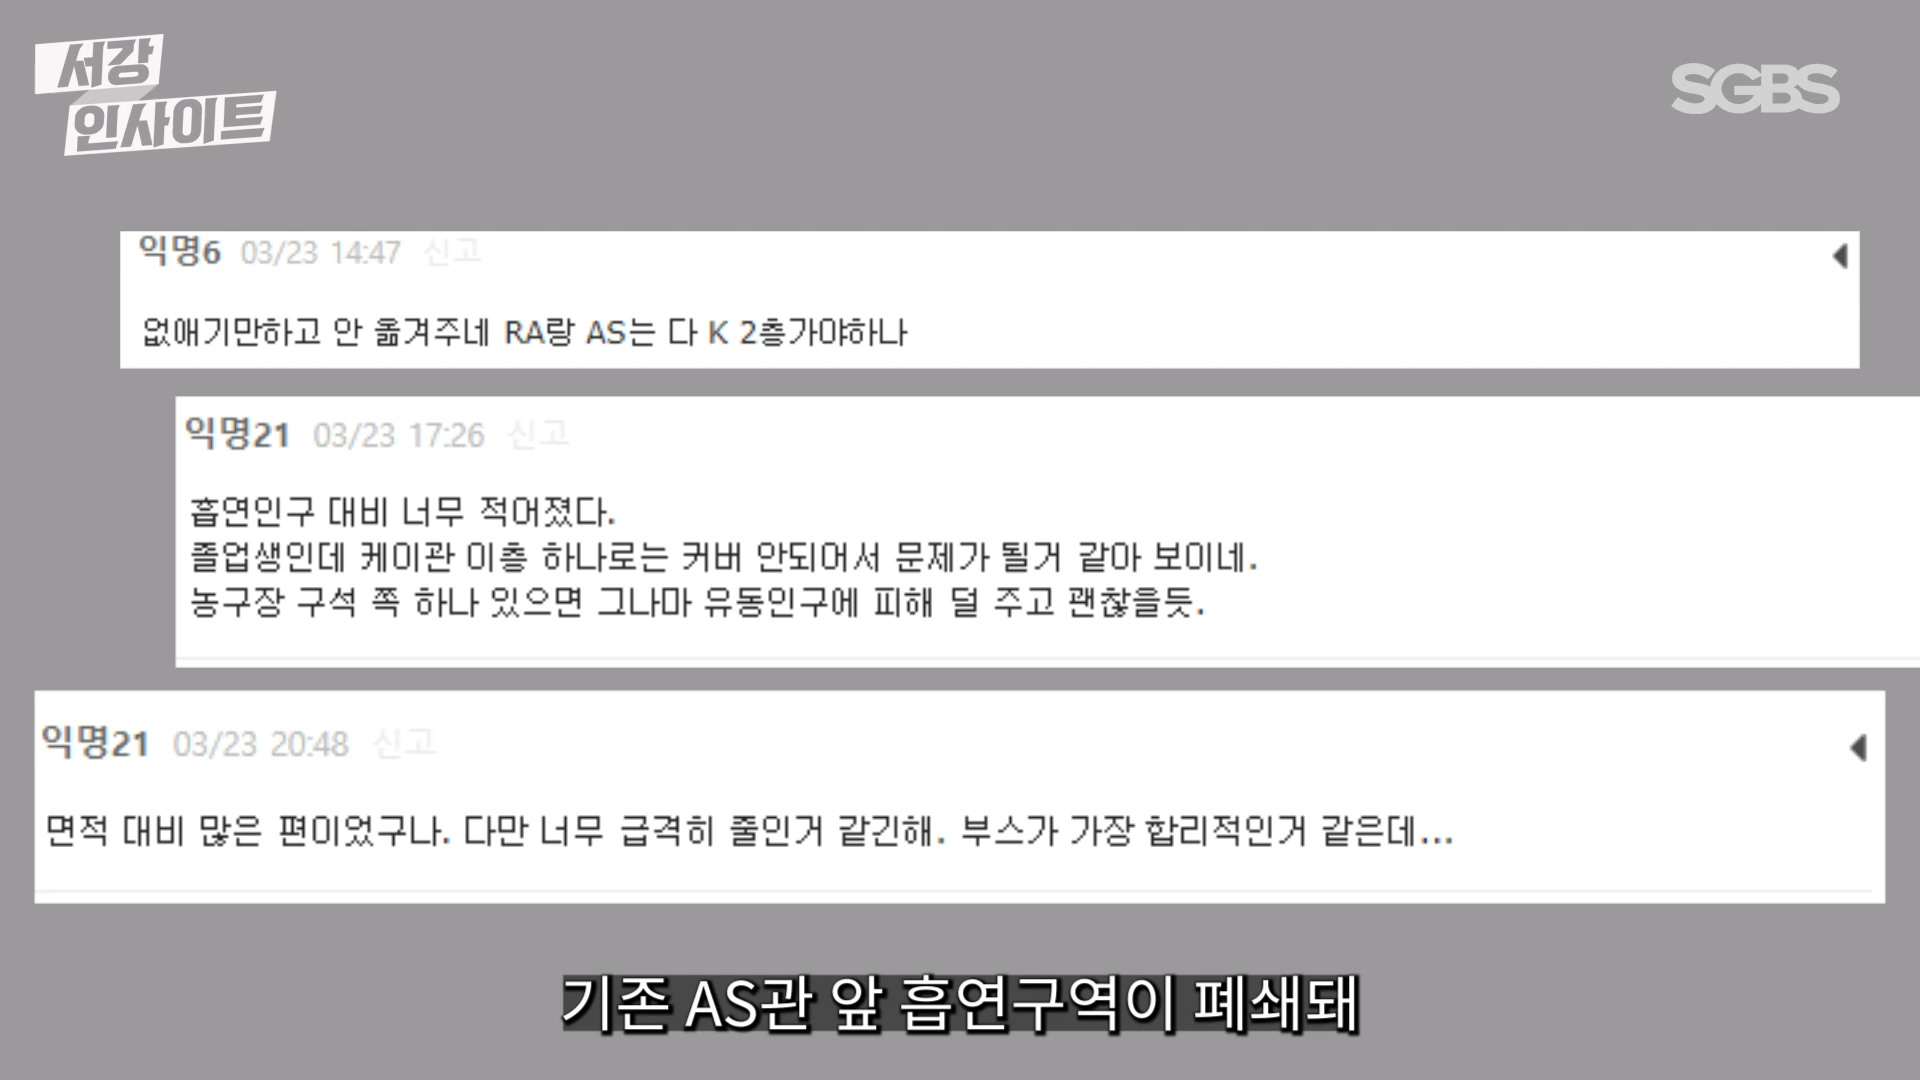 서강
인사이트
SGBS
익명6 03/23 14:47 신고
없애기만하고 안 옮겨주네 RA랑 AS는 다 K 2층가야하나
익명21 03/23 17:26 신고
흡연인구 대비 너무 적어졌다.
졸업생인데 케이관 이층 하나로는 커버 안되어서 문제가 될거 같아 보이네.
농구장 구석 쪽 하나 있으면 그나마 유동인구에 피해 덜 주고 괜찮을듯.
익명21 03/23 20:48 신고
면적 대비 많은 편이었구나. 다만 너무 급격히 줄인거 같긴해. 부스가 가장 합리적인거 같은데...
기존 AS관 앞 흡연구역이 폐쇄돼